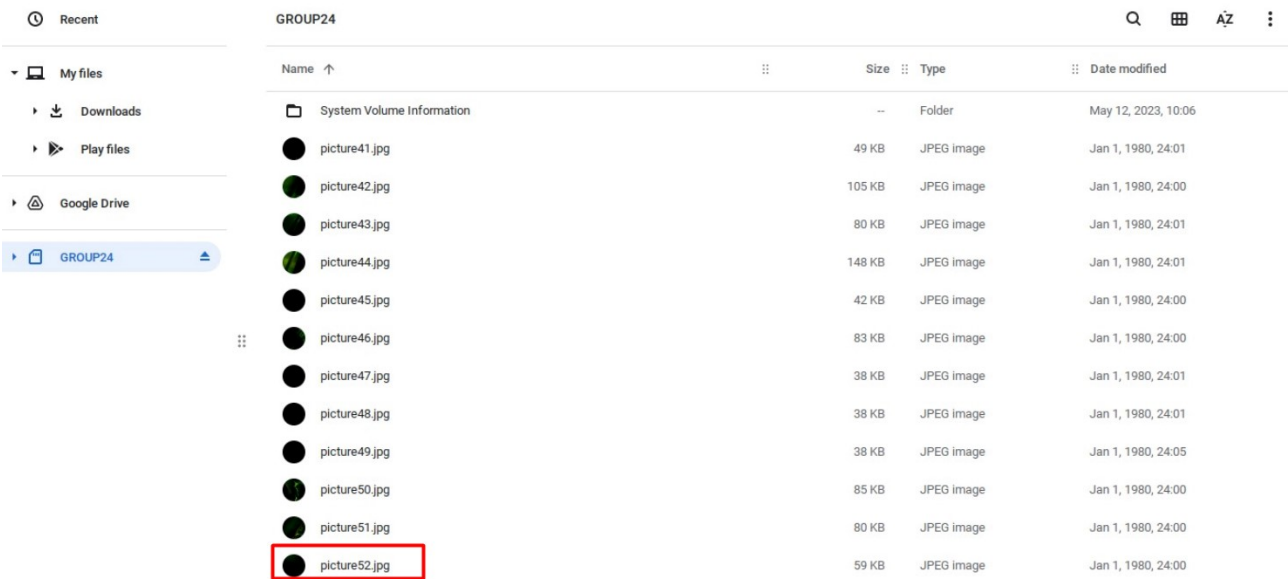 Recent
GROUP24
AZ
My files
Name
Size
Type
Date modified
Downloads
System Volume Information
--
Folder
May 12, 2023, 10:06
Play files
picture41.jpg
49 KB
JPEG image
Jan 1, 1980, 24:01
picture42.jpg
105 KB
JPEG image
Jan 1, 1980, 24:00
Google Drive
picture43.jpg
80 KB
JPEG image
Jan 1, 1980, 24:01
GROUP24
picture44.jpg
148 KB
JPEG image
Jan 1, 1980, 24:01
picture45.jpg
42 KB
JPEG image
Jan 1, 1980, 24:00
picture46.jpg
83 KB
JPEG image
Jan 1, 1980, 24:00
picture47.jpg
38 KB
JPEG image
Jan 1, 1980, 24:01
picture48.jpg
38 KB
JPEG image
Jan 1, 1980, 24:01
picture49.jpg
38 KB
JPEG image
Jan 1, 1980, 24:05
picture50.jpg
85 KB
JPEG image
Jan 1, 1980, 24:00
picture51.jpg
80 KB
JPEG image
Jan 1, 1980, 24:00
picture52.jpg
59 KB
JPEG image
Jan 1, 1980, 24:00